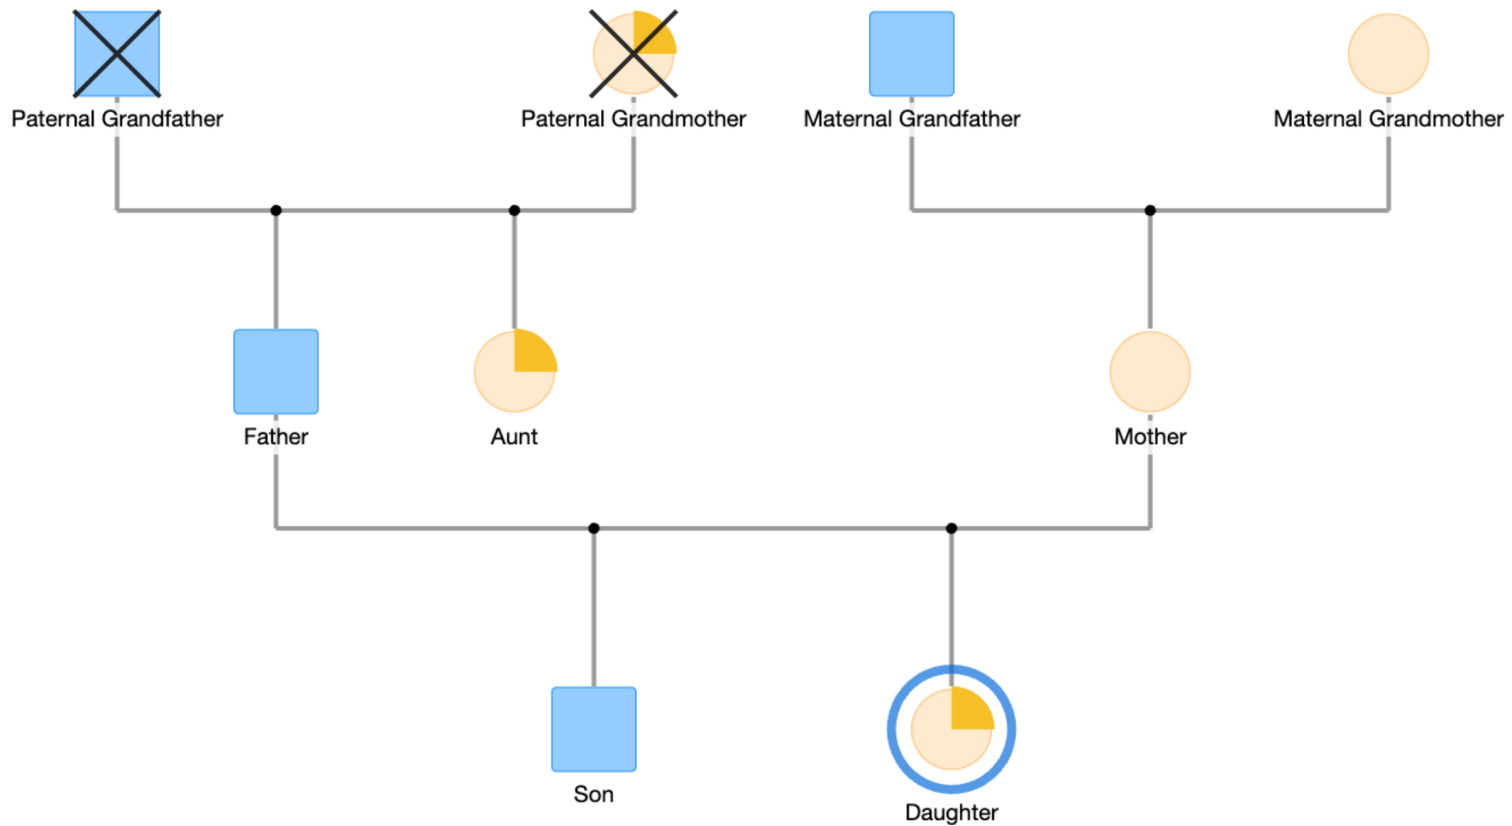 Paternal Grandfather
Paternal Grandmother
Maternal Grandfather
Maternal Grandmother
Father
Aunt
Mother
Son
Daughter